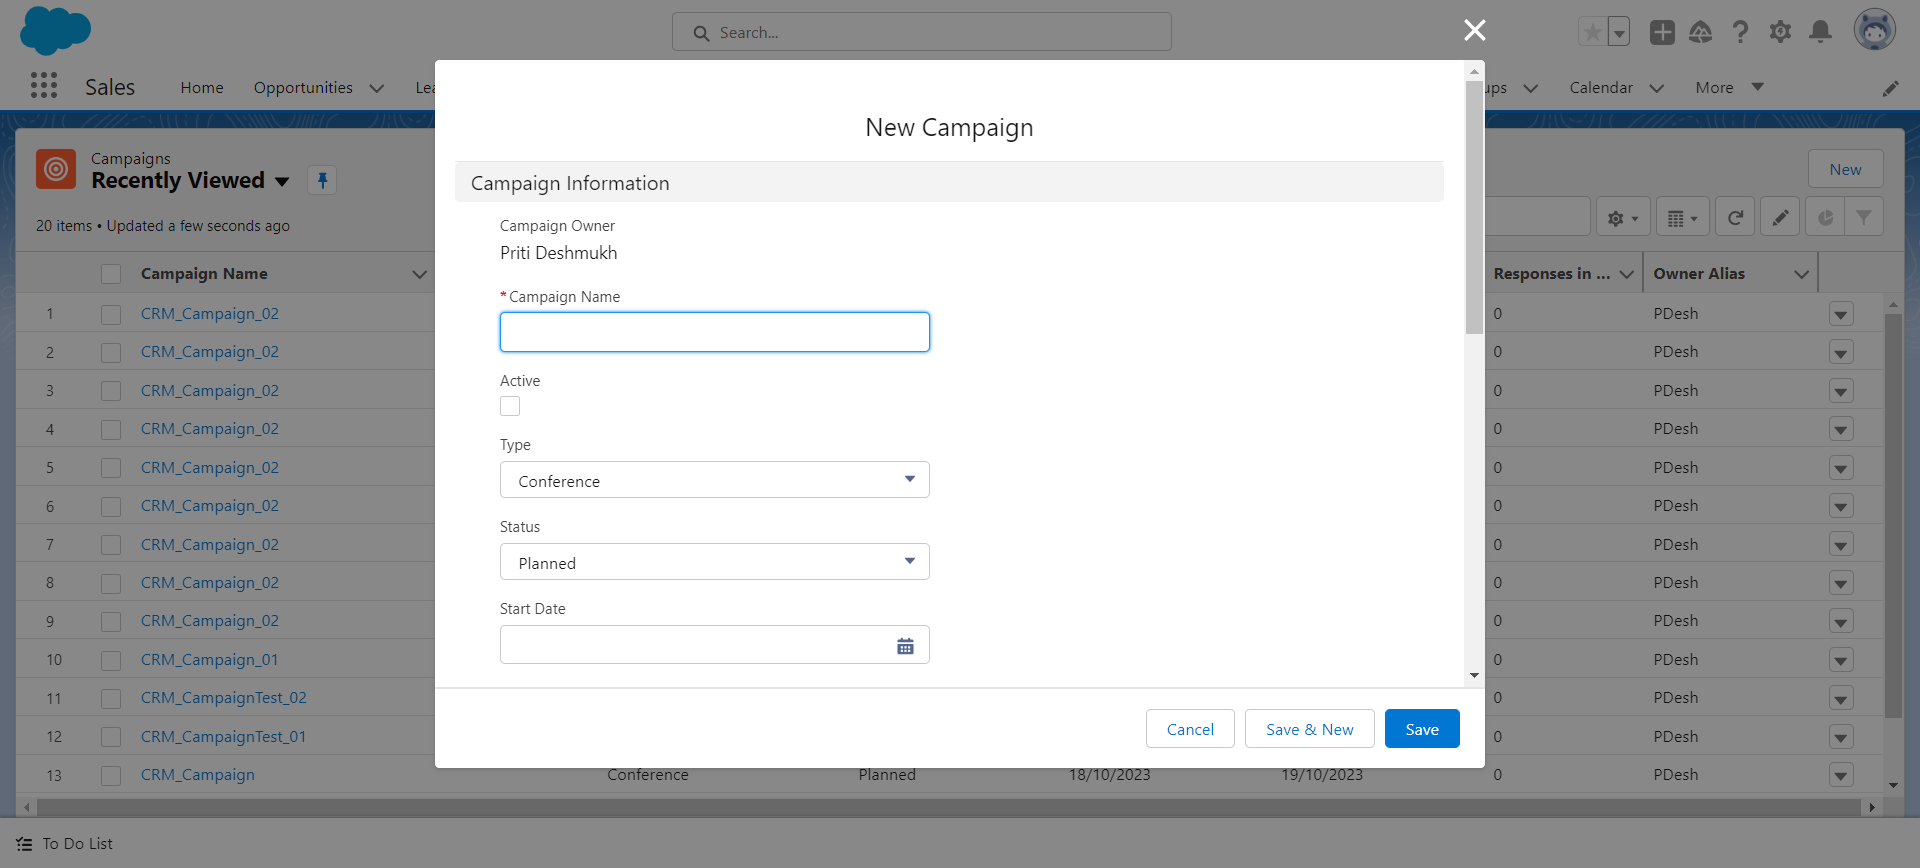 Search...
Sales
Home
Opportunities
Lea
ups
Calendar
More
Campaigns
Recently Viewed
New
20 items • Updated a few seconds ago
Campaign Name
Responses in ...
Owner Alias
1 CRM_Campaign_02 0 PDesh
2 CRM_Campaign_02 0 PDesh
3 CRM_Campaign_02 0 PDesh
4 CRM_Campaign_02 0 PDesh
5 CRM_Campaign_02 0 PDesh
6 CRM_Campaign_02 0 PDesh
7 CRM_Campaign_02 0 PDesh
8 CRM_Campaign_02 0 PDesh
9 CRM_Campaign_02 0 PDesh
10 CRM_Campaign_01 0 PDesh
11 CRM_CampaignTest_02 0 PDesh
12 CRM_CampaignTest_01 0 PDesh
13 CRM_Campaign Conference Planned 18/10/2023 19/10/2023 0 PDesh
To Do List
New Campaign
Campaign Information
Campaign Owner
Priti Deshmukh
*Campaign Name
Active
Type
Conference
Status
Planned
Start Date
Cancel
Save & New
Save